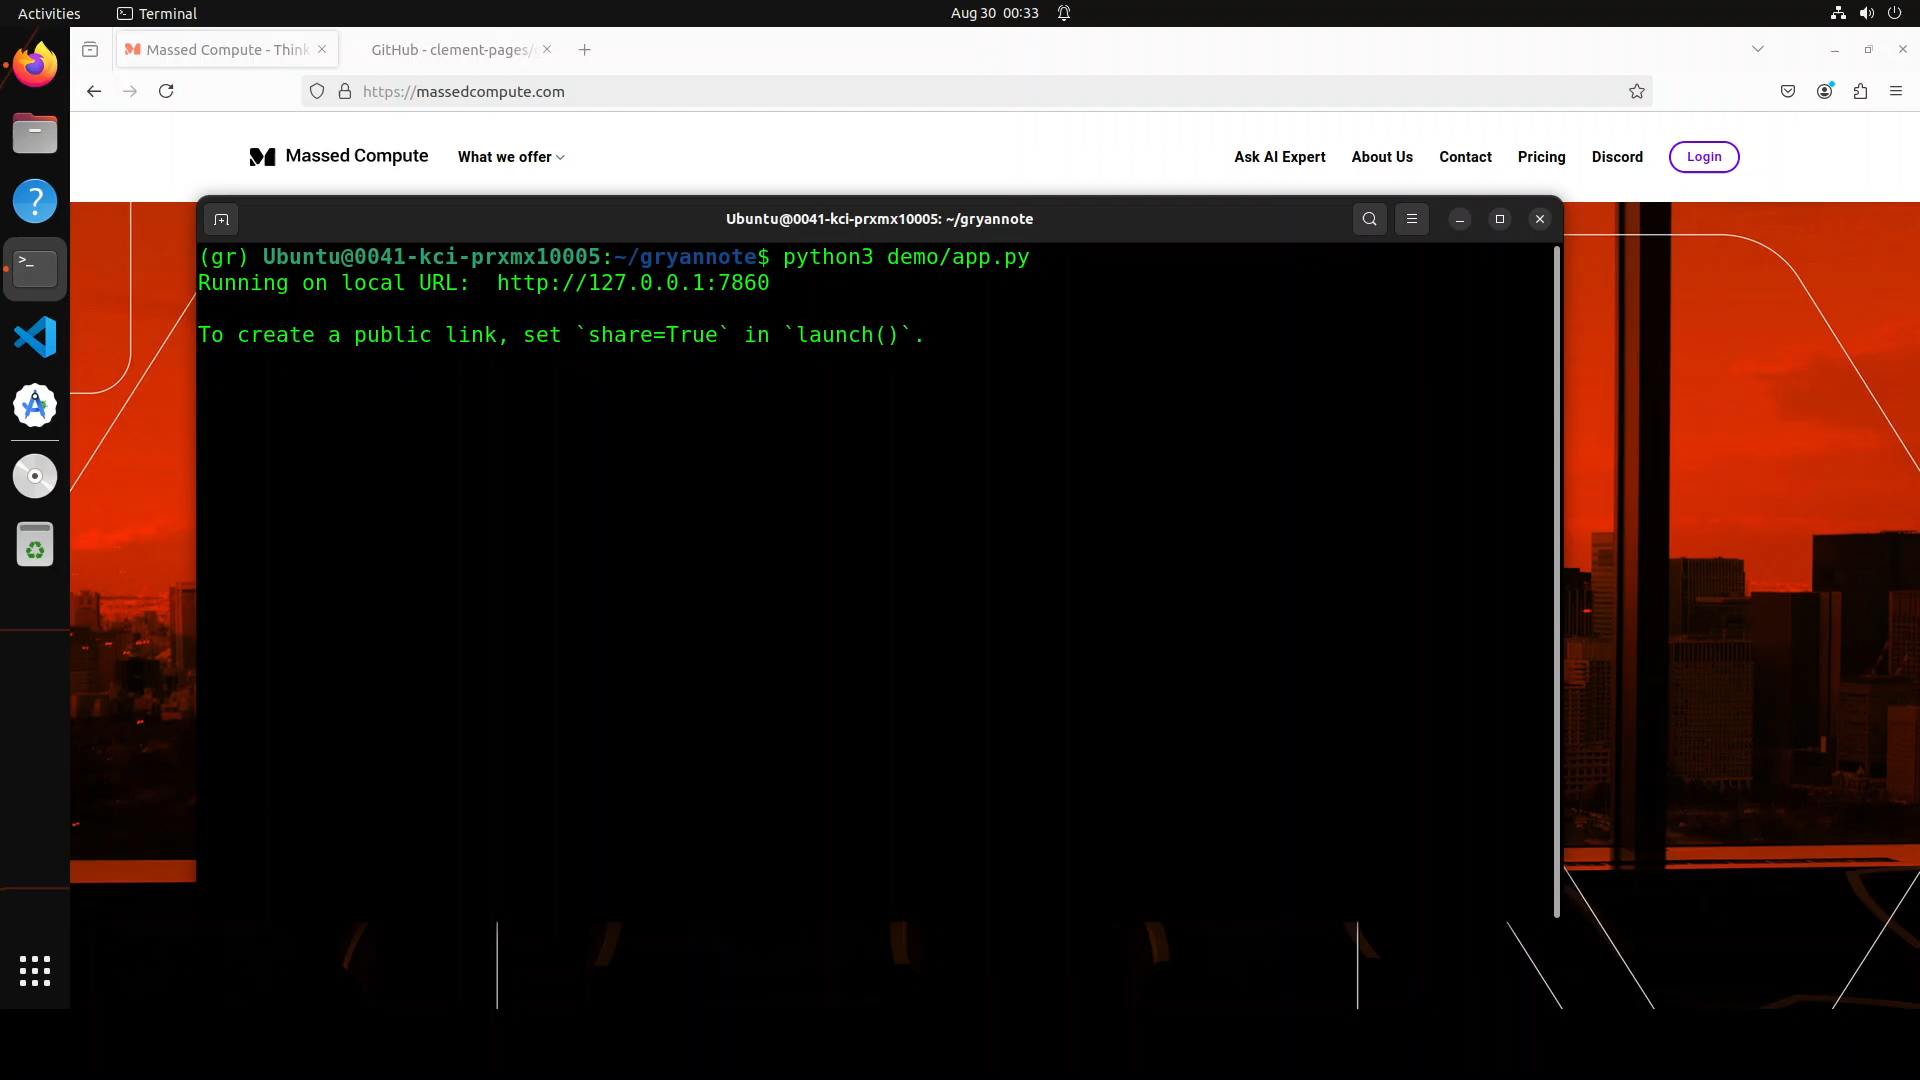 Activities
Terminal
Aug 30 00:33
Massed Compute - Think
GitHub - clement-pages/
https://massedcompute.com
Massed Compute
What we offer
Ask AI Expert
About Us
Contact
Pricing
Discord
Login
Ubuntu@0041-kci-prxmx10005: ~/gryannote
(gr) Ubuntu@0041-kci-prxmx10005:~/gryannote$ python3 demo/app.py
Running on local URL:  http://127.0.0.1:7860
To create a public link, set `share=True` in `launch()`.